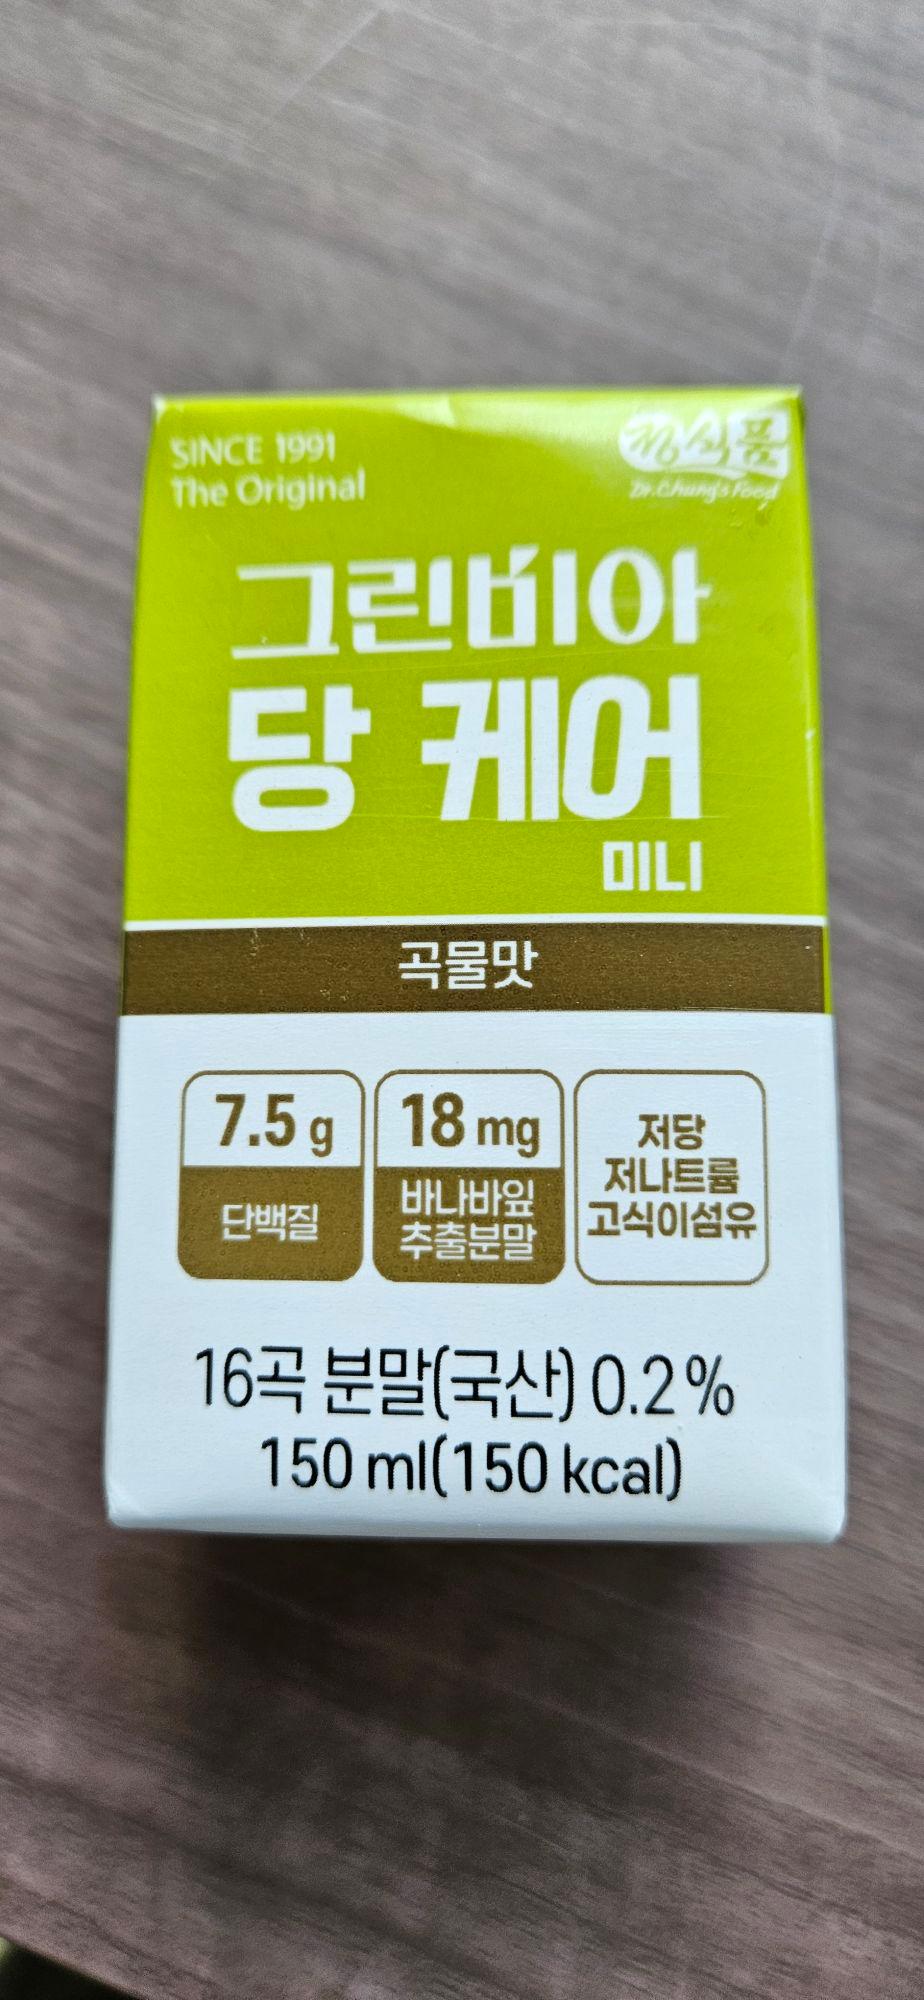 SINCE 1991
The Original
정식품
Dr.Chung's Food
그린비아
당 케어
미니
곡물맛
7.5 g
단백질
18 mg
바나바잎
추출분말
저당
저나트륨
고식이섬유
16곡 분말(국산) 0.2%
150 ml(150 kcal)